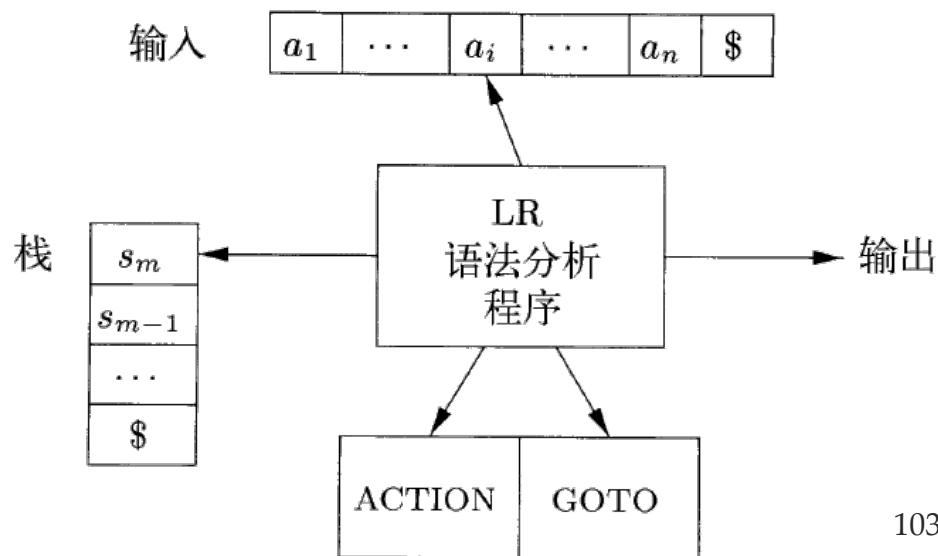 输入 a₁ ··· aᵢ ··· aₙ $
LR
语法分析
程序
栈
sₘ
sₘ₋₁
···
$
输出
ACTION GOTO
103